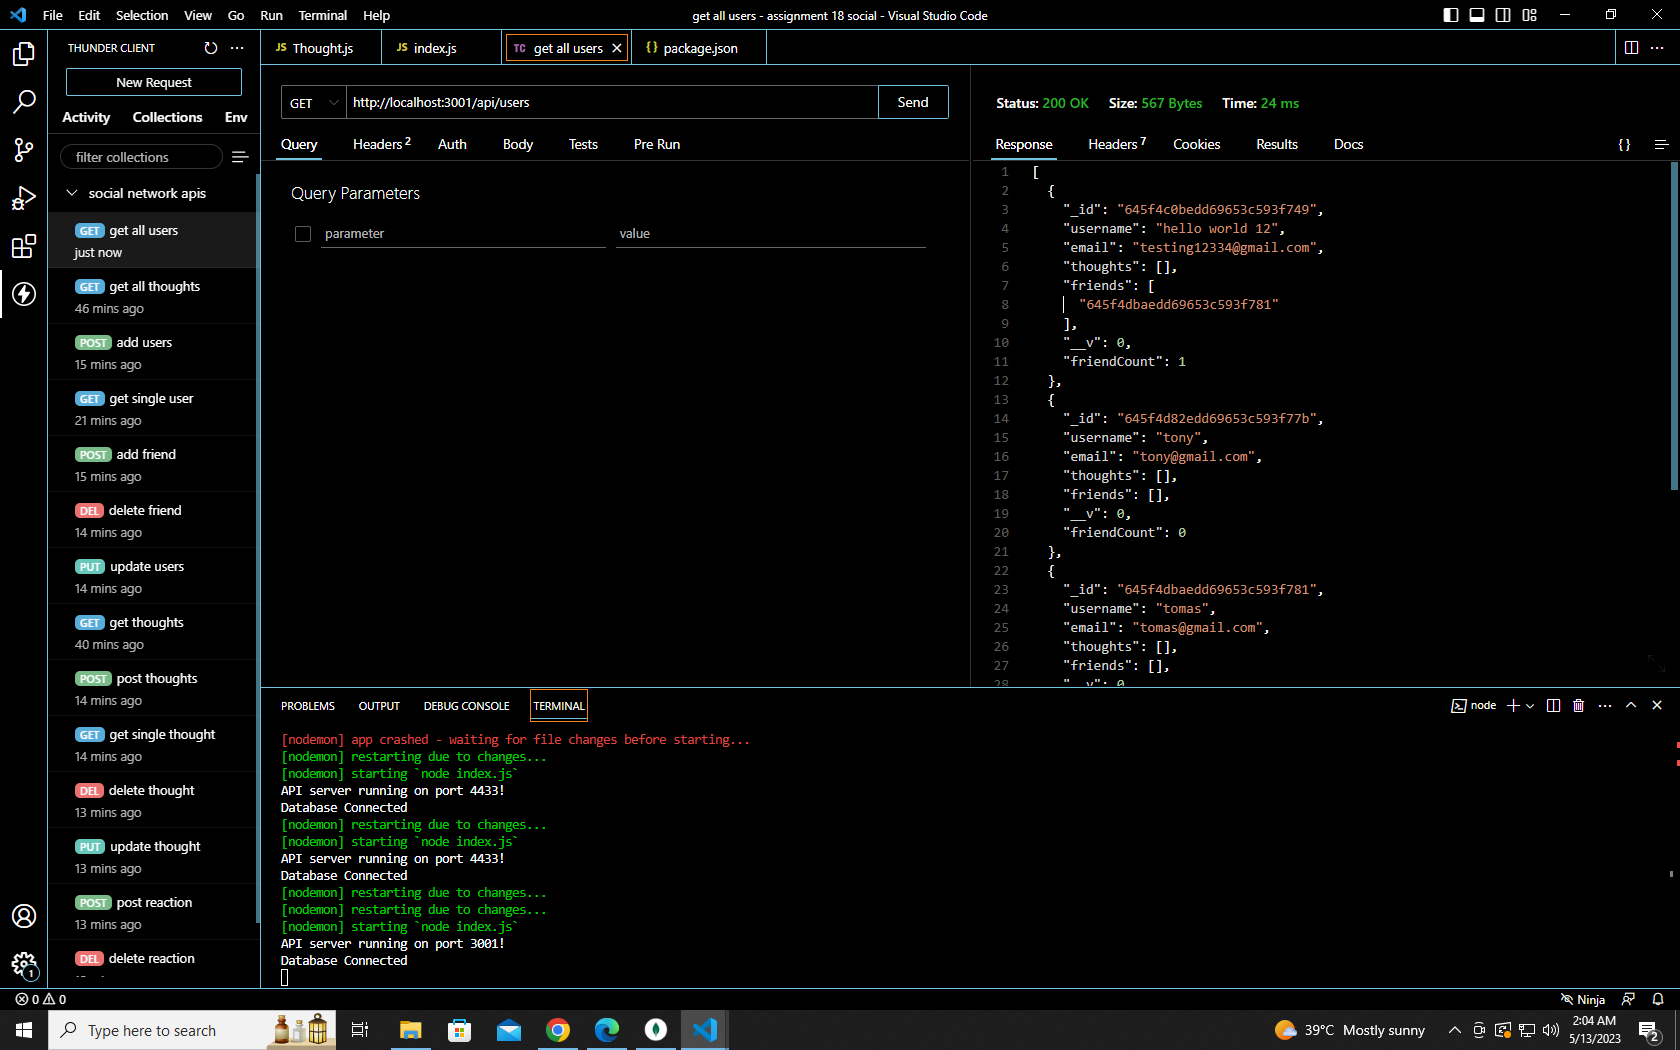 File Edit Selection View Go Run Terminal Help
get all users - assignment 18 social - Visual Studio Code
THUNDER CLIENT
New Request
Activity Collections Env
filter collections
social network apis
GET get all users
just now
GET get all thoughts
46 mins ago
POST add users
15 mins ago
GET get single user
21 mins ago
POST add friend
15 mins ago
DEL delete friend
14 mins ago
PUT update users
14 mins ago
GET get thoughts
40 mins ago
POST post thoughts
14 mins ago
GET get single thought
14 mins ago
DEL delete thought
13 mins ago
PUT update thought
13 mins ago
POST post reaction
13 mins ago
DEL delete reaction
JS Thought.js JS index.js TC get all users {} package.json
GET http://localhost:3001/api/users Send
Query Headers 2 Auth Body Tests Pre Run
Query Parameters
parameter value
Status: 200 OK Size: 567 Bytes Time: 24 ms
Response Headers 7 Cookies Results Docs {}
1 [
2 {
3 "_id": "645f4c0bedd69653c593f749",
4 "username": "hello world 12",
5 "email": "testing12334@gmail.com",
6 "thoughts": [],
7 "friends": [
8 "645f4dbaedd69653c593f781"
9 ],
10 "__v": 0,
11 "friendCount": 1
12 },
13 {
14 "_id": "645f4d82edd69653c593f77b",
15 "username": "tony",
16 "email": "tony@gmail.com",
17 "thoughts": [],
18 "friends": [],
19 "__v": 0,
20 "friendCount": 0
21 },
22 {
23 "_id": "645f4dbaedd69653c593f781",
24 "username": "tomas",
25 "email": "tomas@gmail.com",
26 "thoughts": [],
27 "friends": [],
28 "__v": 0
PROBLEMS OUTPUT DEBUG CONSOLE TERMINAL
node
[nodemon] app crashed - waiting for file changes before starting...
[nodemon] restarting due to changes...
[nodemon] starting `node index.js`
API server running on port 4433!
Database Connected
[nodemon] restarting due to changes...
[nodemon] starting `node index.js`
API server running on port 4433!
Database Connected
[nodemon] restarting due to changes...
[nodemon] restarting due to changes...
[nodemon] starting `node index.js`
API server running on port 3001!
Database Connected
1
0 0
Ninja
Type here to search
39°C Mostly sunny
2:04 AM
5/13/2023
2